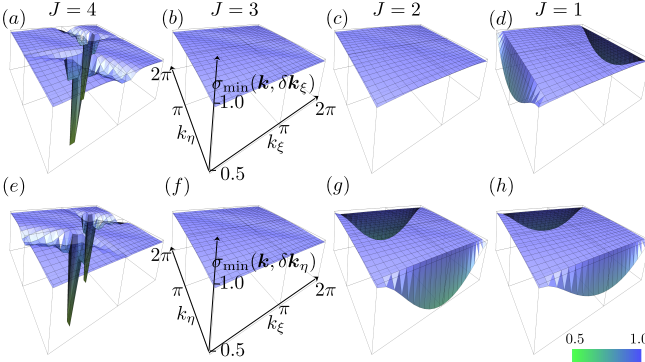 J = 4 J = 3 J = 2 J = 1
(a) (b) (c) (d)
2π σmin(k, δkξ)
1.0
π 2π
kη π
kξ
0.5
(e) (f) (g) (h)
2π σmin(k, δkη)
1.0
π 2π
kη π
kξ
0.5
0.5 1.0